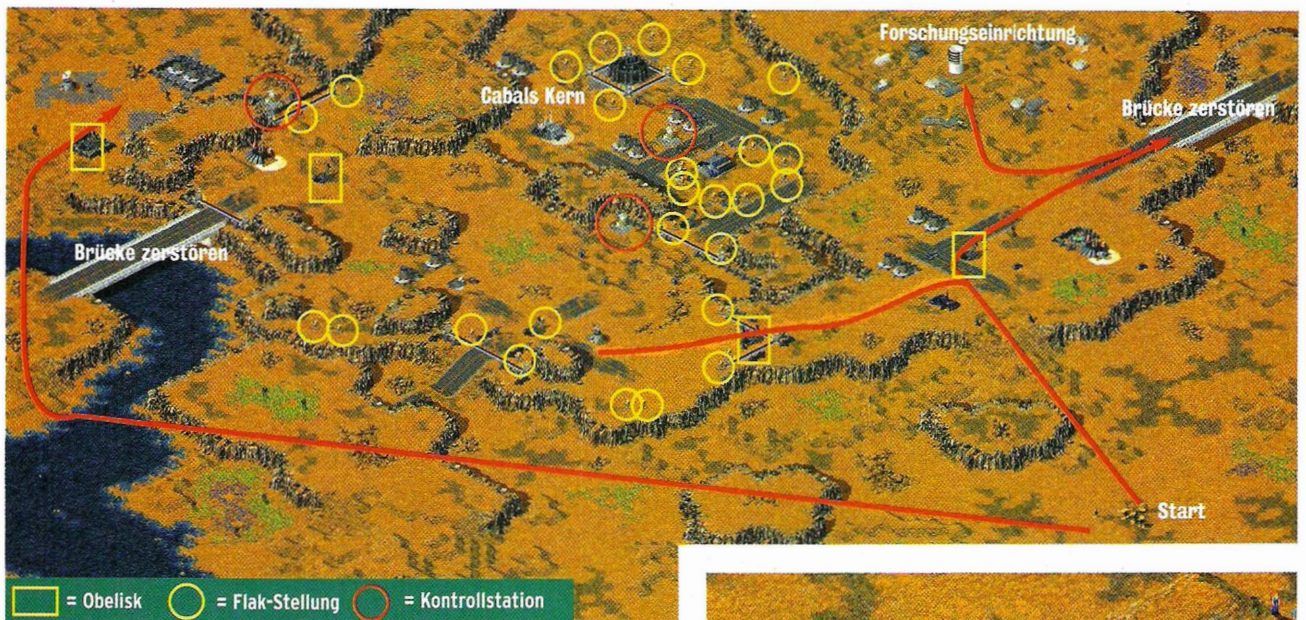 Forschungseinrichtung
Cabals Kern
Brücke zerstören
Brücke zerstören
Start
= Obelisk = Flak-Stellung = Kontrollstation